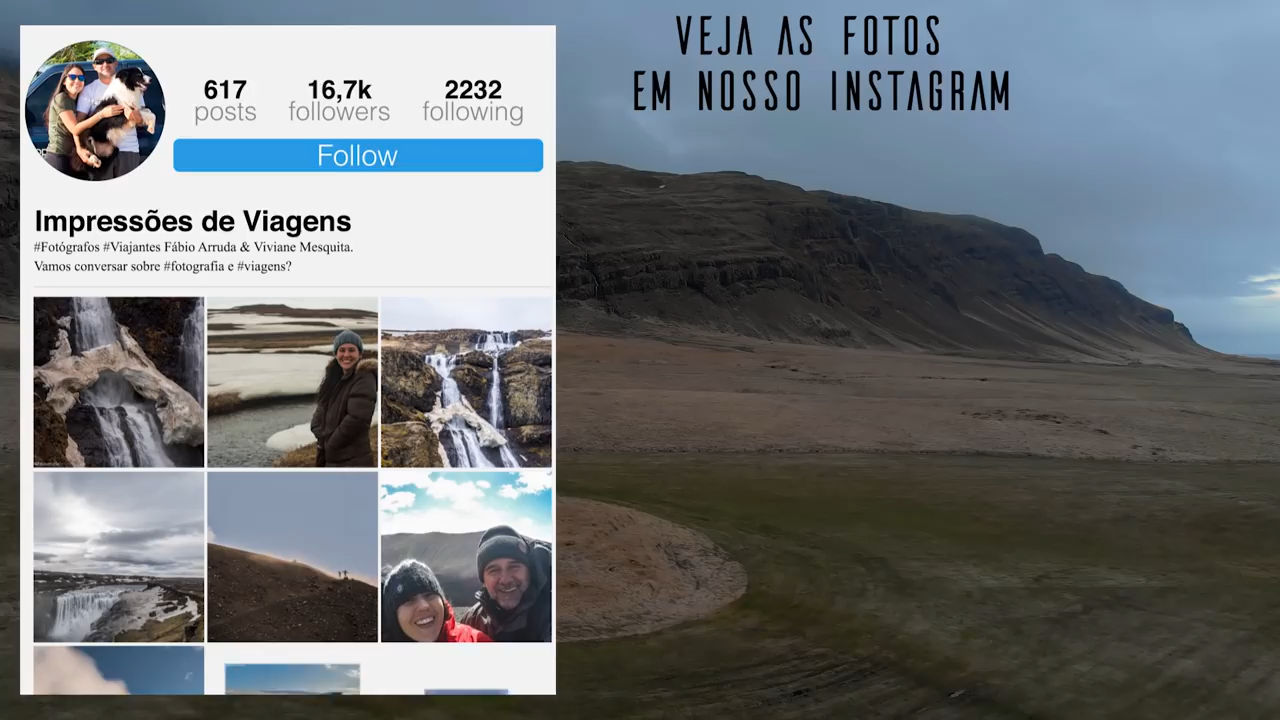 VEJA AS FOTOS
EM NOSSO INSTAGRAM
617
posts
16,7k
followers
2232
following
Follow
Impressões de Viagens
#Fotógrafos #Viajantes Fábio Arruda & Viviane Mesquita.
Vamos conversar sobre #fotografia e #viagens?